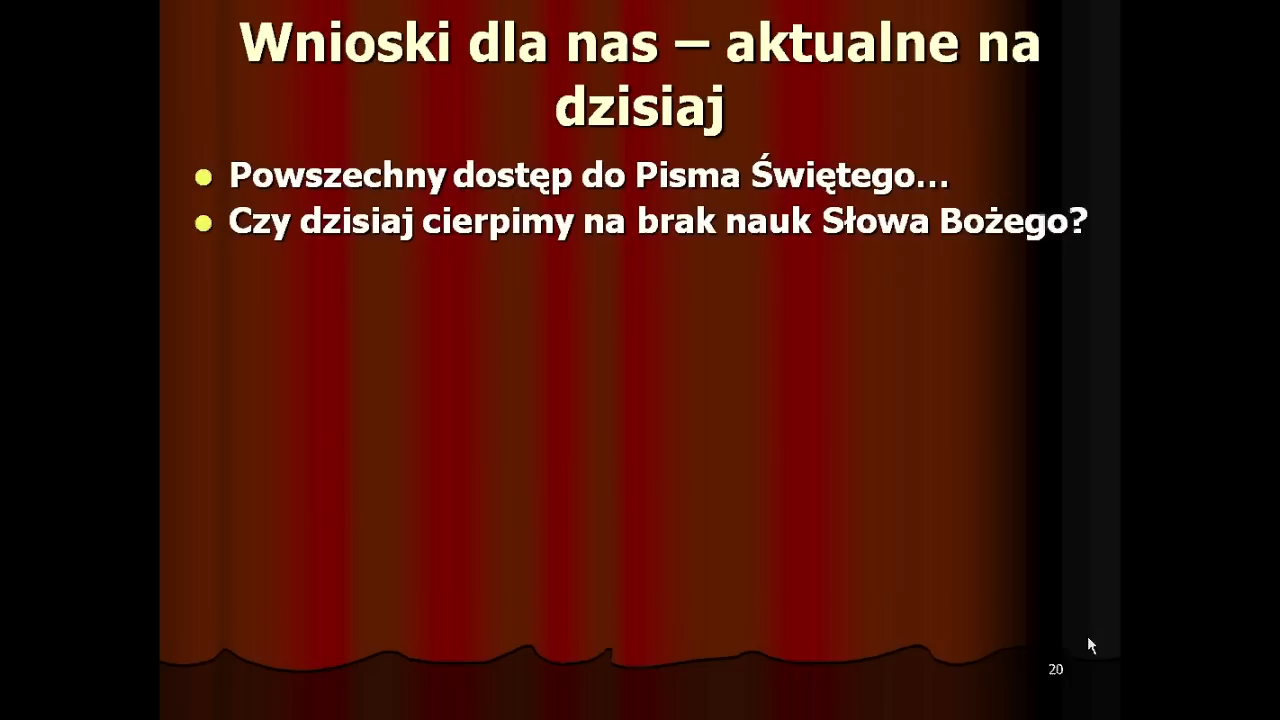 Wnioski dla nas – aktualne na
dzisiaj
Powszechny dostęp do Pisma Świętego...
Czy dzisiaj cierpimy na brak nauk Słowa Bożego?
20